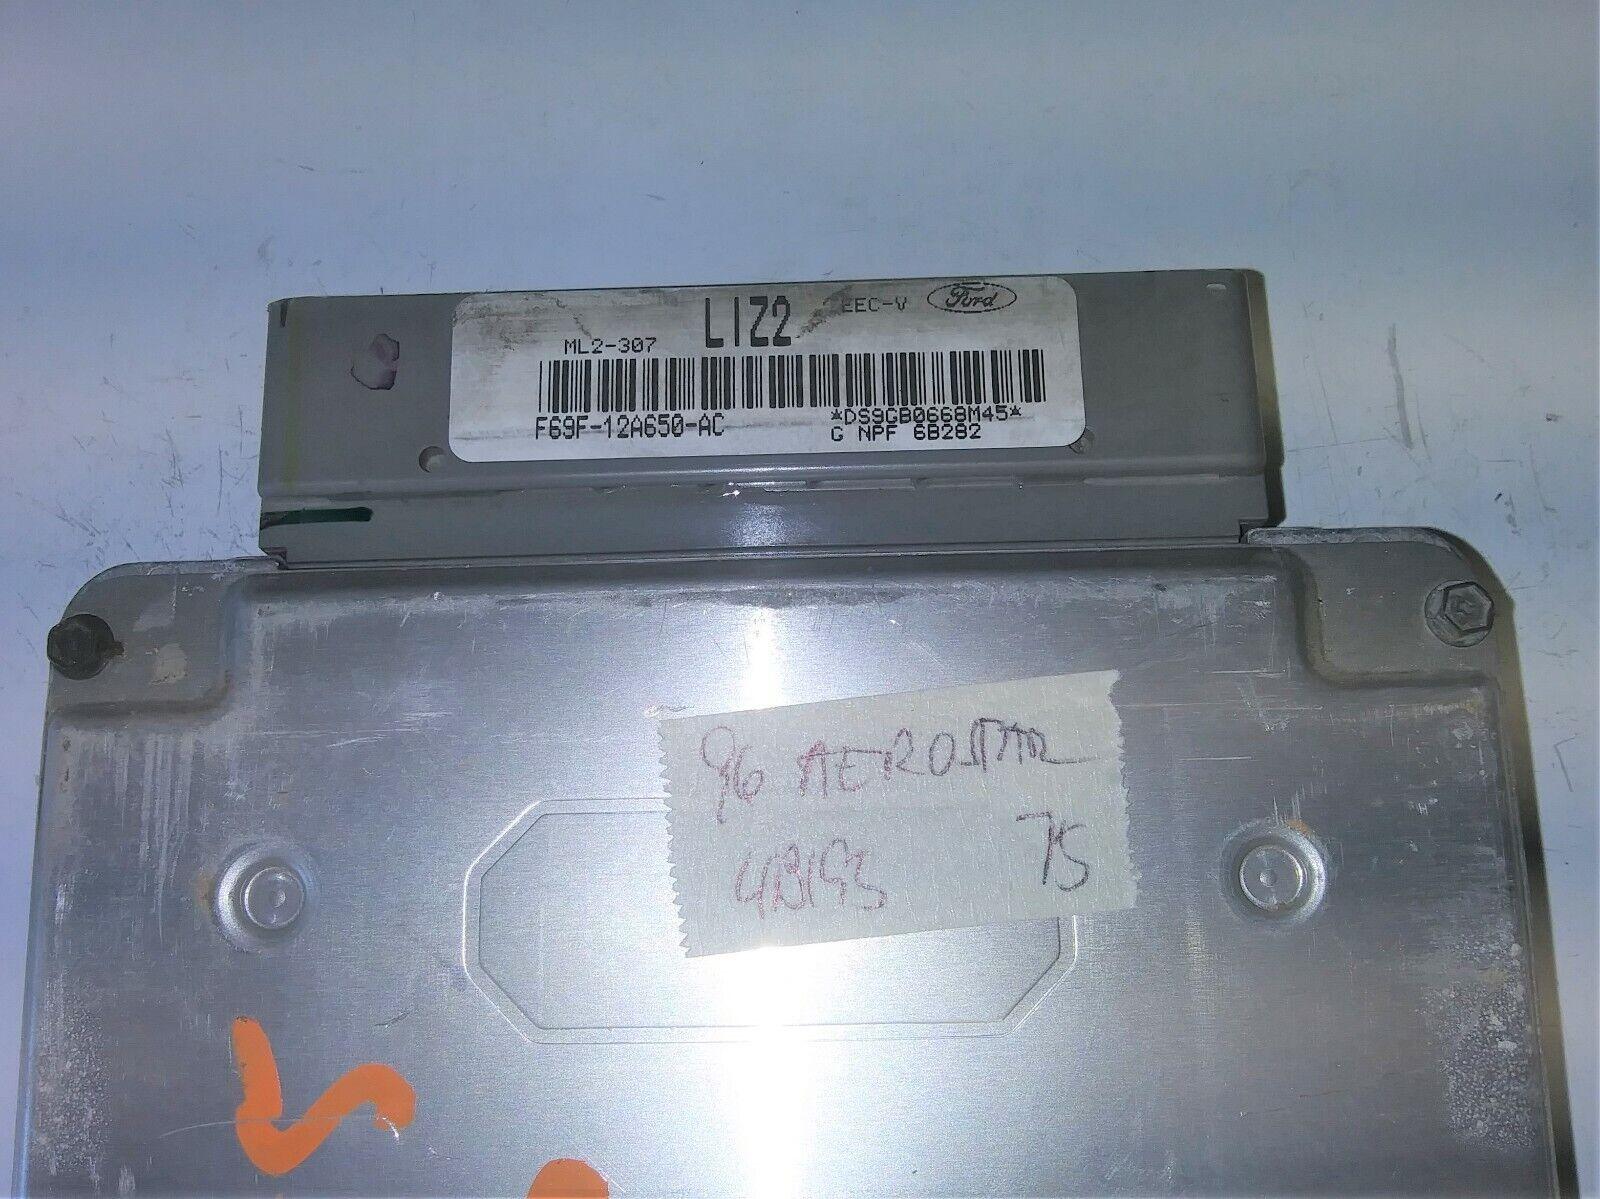 LIZ2 EEC-V Ford
ML2-307
F69F-12A650-AC *DS9GB0668M45*
G NPF 6B282
96 AEROSTAR
75